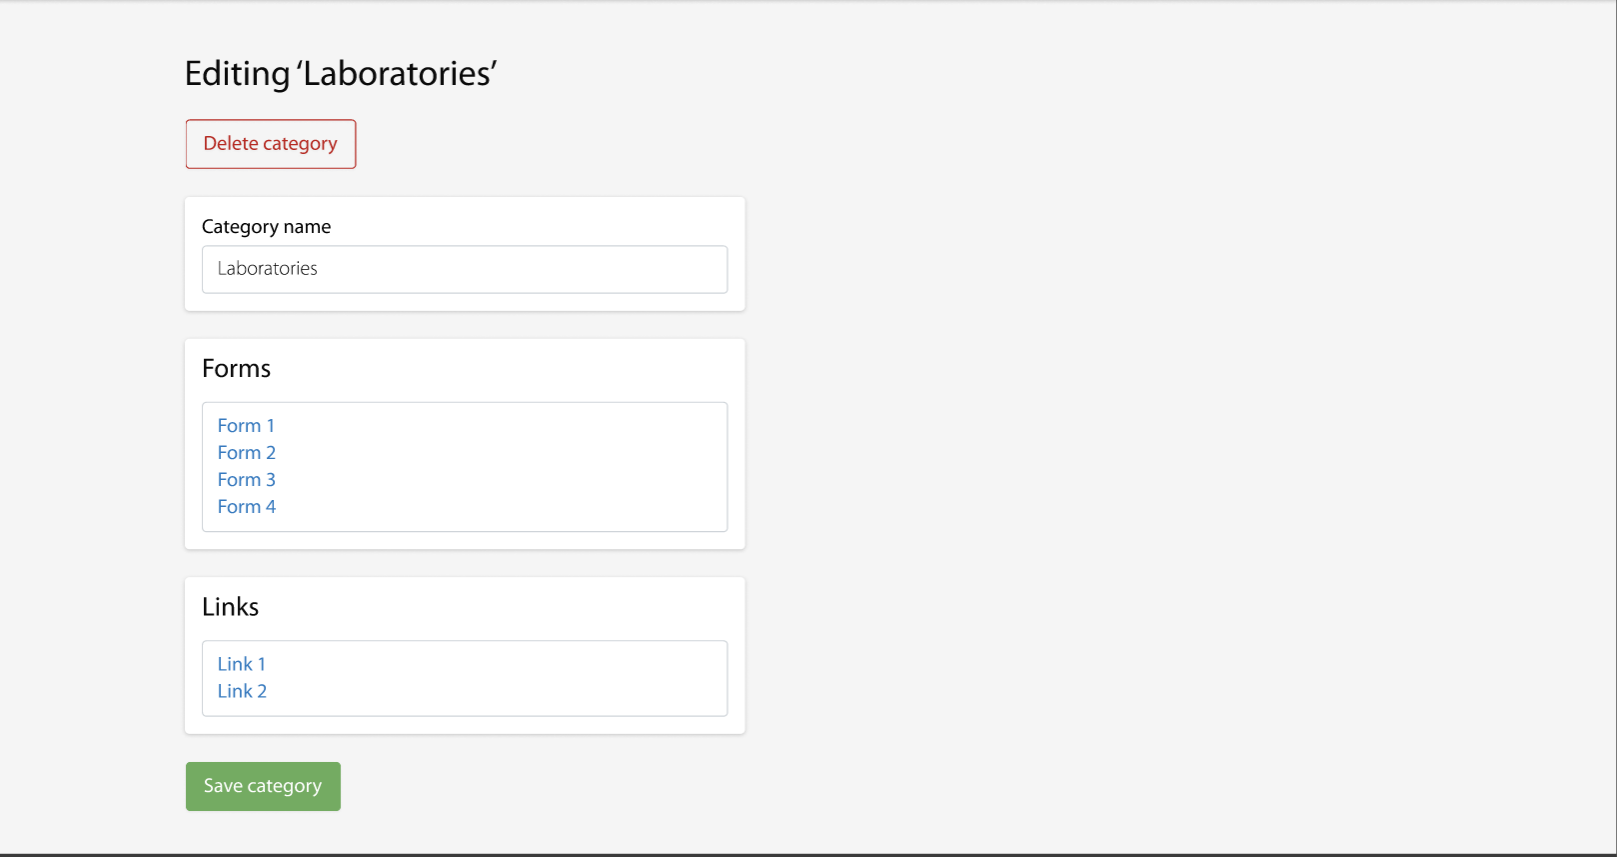 Editing ‘Laboratories’
Delete category
Category name
Laboratories
Forms
Form 1
Form 2
Form 3
Form 4
Links
Link 1
Link 2
Save category